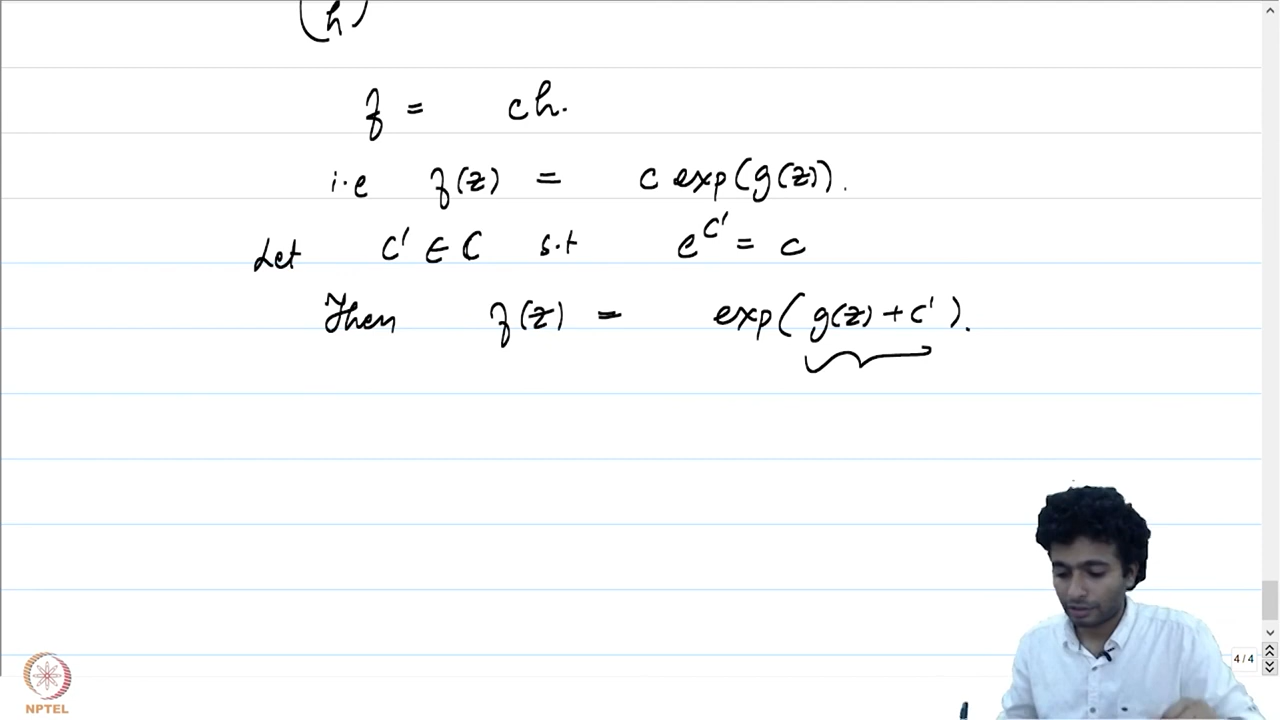 (h)
f = ch.
i.e f(z) = c exp(g(z)).
Let c' ∈ C s.t e^{c'} = c
Then f(z) = exp(g(z) + c').
4 / 4
NPTEL